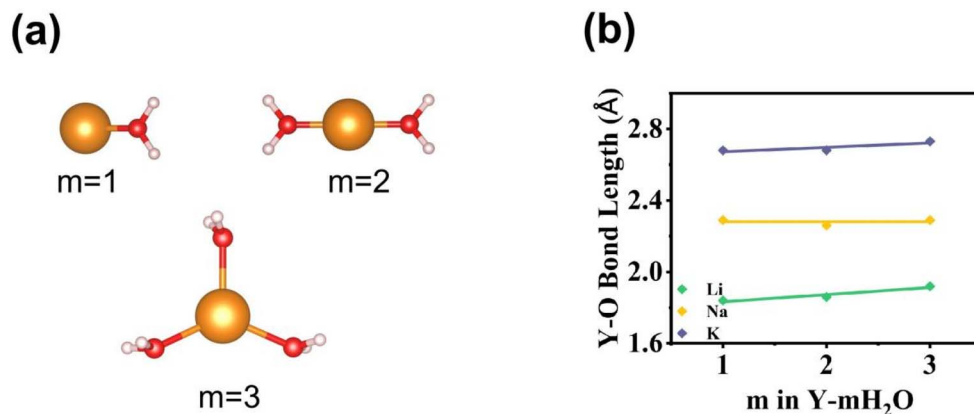 (a)
m=1
m=2
m=3
(b)
Y-O Bond Length (Å)
2.8
2.4
2.0
1.6
Li
Na
K
1 2 3
m in Y-mH₂O